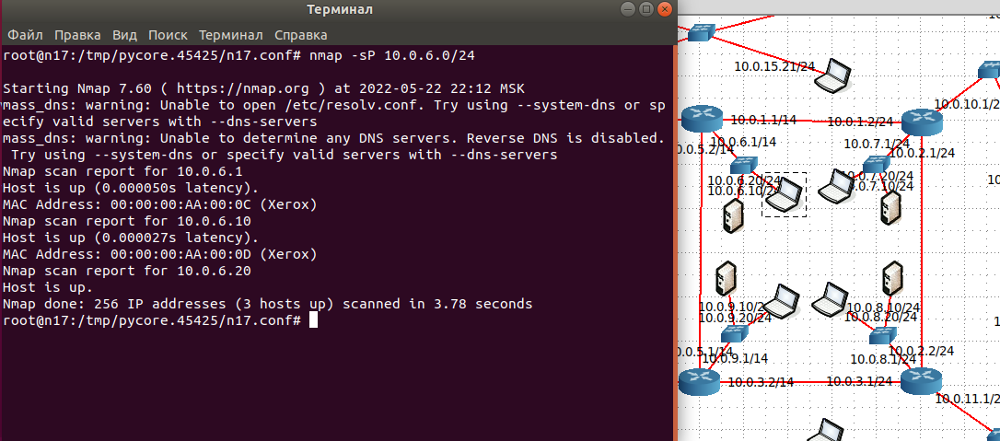 Терминал
Файл Правка Вид Поиск Терминал Справка
root@n17:/tmp/pycore.45425/n17.conf# nmap -sP 10.0.6.0/24
Starting Nmap 7.60 ( https://nmap.org ) at 2022-05-22 22:12 MSK
mass_dns: warning: Unable to open /etc/resolv.conf. Try using --system-dns or sp
ecify valid servers with --dns-servers
mass_dns: warning: Unable to determine any DNS servers. Reverse DNS is disabled.
Try using --system-dns or specify valid servers with --dns-servers
Nmap scan report for 10.0.6.1
Host is up (0.000050s latency).
MAC Address: 00:00:00:AA:00:0C (Xerox)
Nmap scan report for 10.0.6.10
Host is up (0.000027s latency).
MAC Address: 00:00:00:AA:00:0D (Xerox)
Nmap scan report for 10.0.6.20
Host is up.
Nmap done: 256 IP addresses (3 hosts up) scanned in 3.78 seconds
root@n17:/tmp/pycore.45425/n17.conf#
10.0.15.21/24
10.0.10.1/
10.0.1.1/14
10.0.1.2/24
.0.5.2/14
10.0.6.1/14
10.0.7.1/24
10.0.2.1/24
10.0.6.20/24
10.0.6.10/24
10.0.7.20/24
10.0.7.10/24
10.0.9.10/2
10.0.9.20/24
10.0.8.10/24
10.0.8.20/24
.0.5.1/14
10.0.9.1/14
10.0.2.2/24
10.0.8.1/24
10.0.3.2/14
10.0.3.1/24
10.0.11.1/2